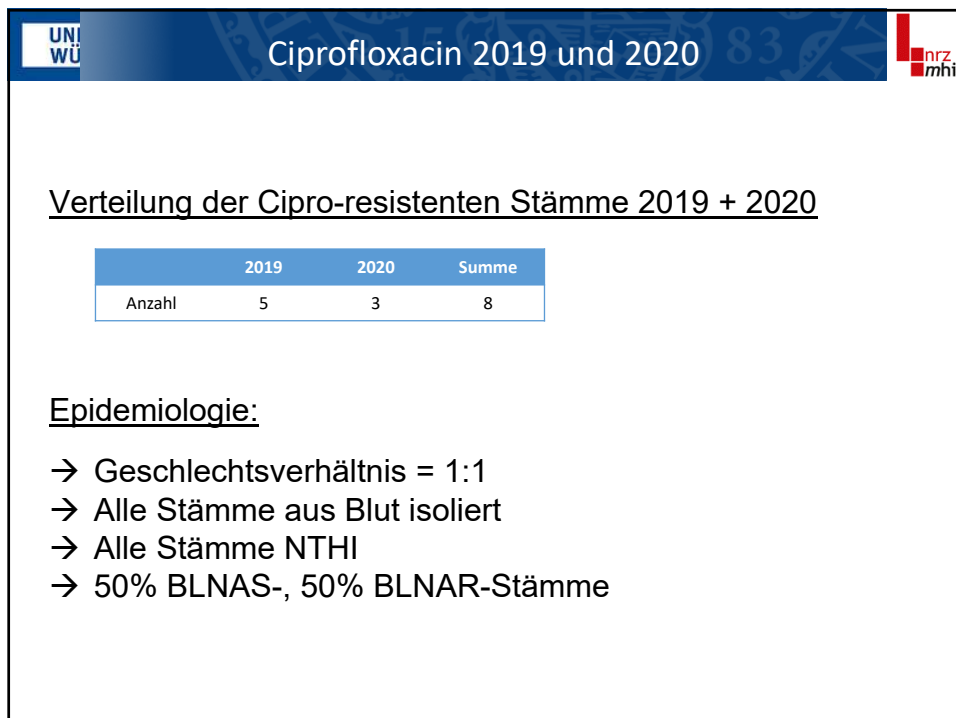 UNI
WÜ
Ciprofloxacin 2019 und 2020
83
nrz
mhi
Verteilung der Cipro-resistenten Stämme 2019 + 2020
2019 2020 Summe
Anzahl 5 3 8
Epidemiologie:
→ Geschlechtsverhältnis = 1:1
→ Alle Stämme aus Blut isoliert
→ Alle Stämme NTHI
→ 50% BLNAS-, 50% BLNAR-Stämme